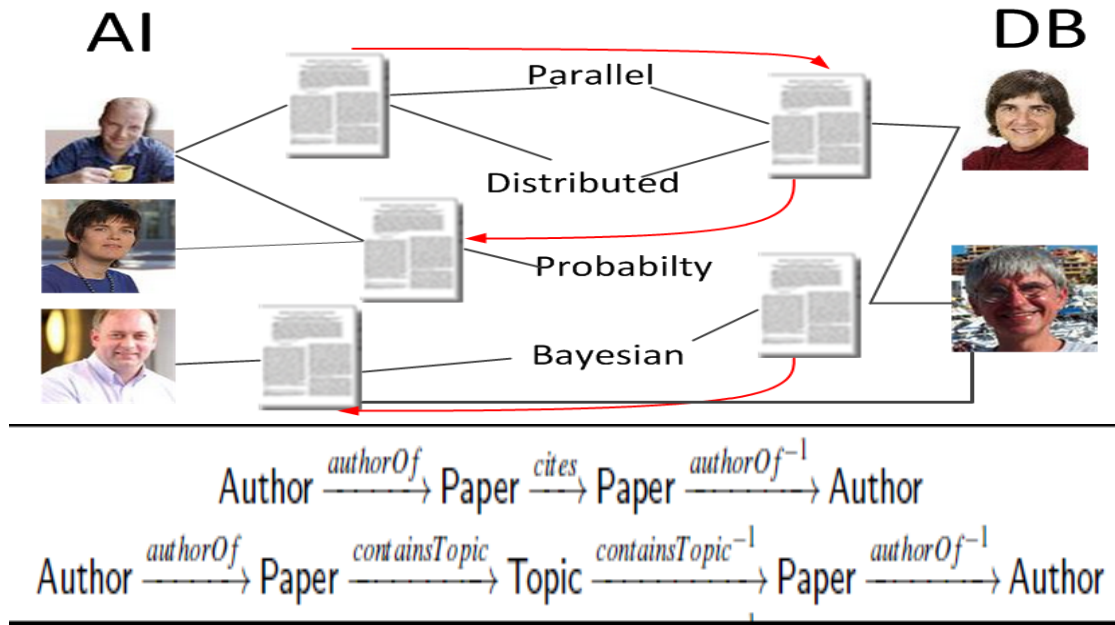 AI DB
Parallel
Distributed
Probabilty
Bayesian
Author authorOf Paper cites Paper authorOf⁻¹ Author
Author authorOf Paper containsTopic Topic containsTopic⁻¹ Paper authorOf⁻¹ Author